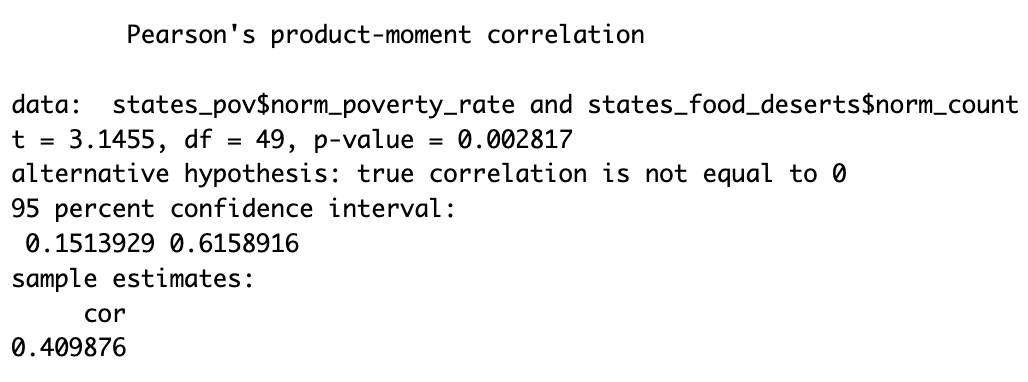 Pearson's product-moment correlation
data:  states_pov$norm_poverty_rate and states_food_deserts$norm_count
t = 3.1455, df = 49, p-value = 0.002817
alternative hypothesis: true correlation is not equal to 0
95 percent confidence interval:
0.1513929 0.6158916
sample estimates:
cor
0.409876